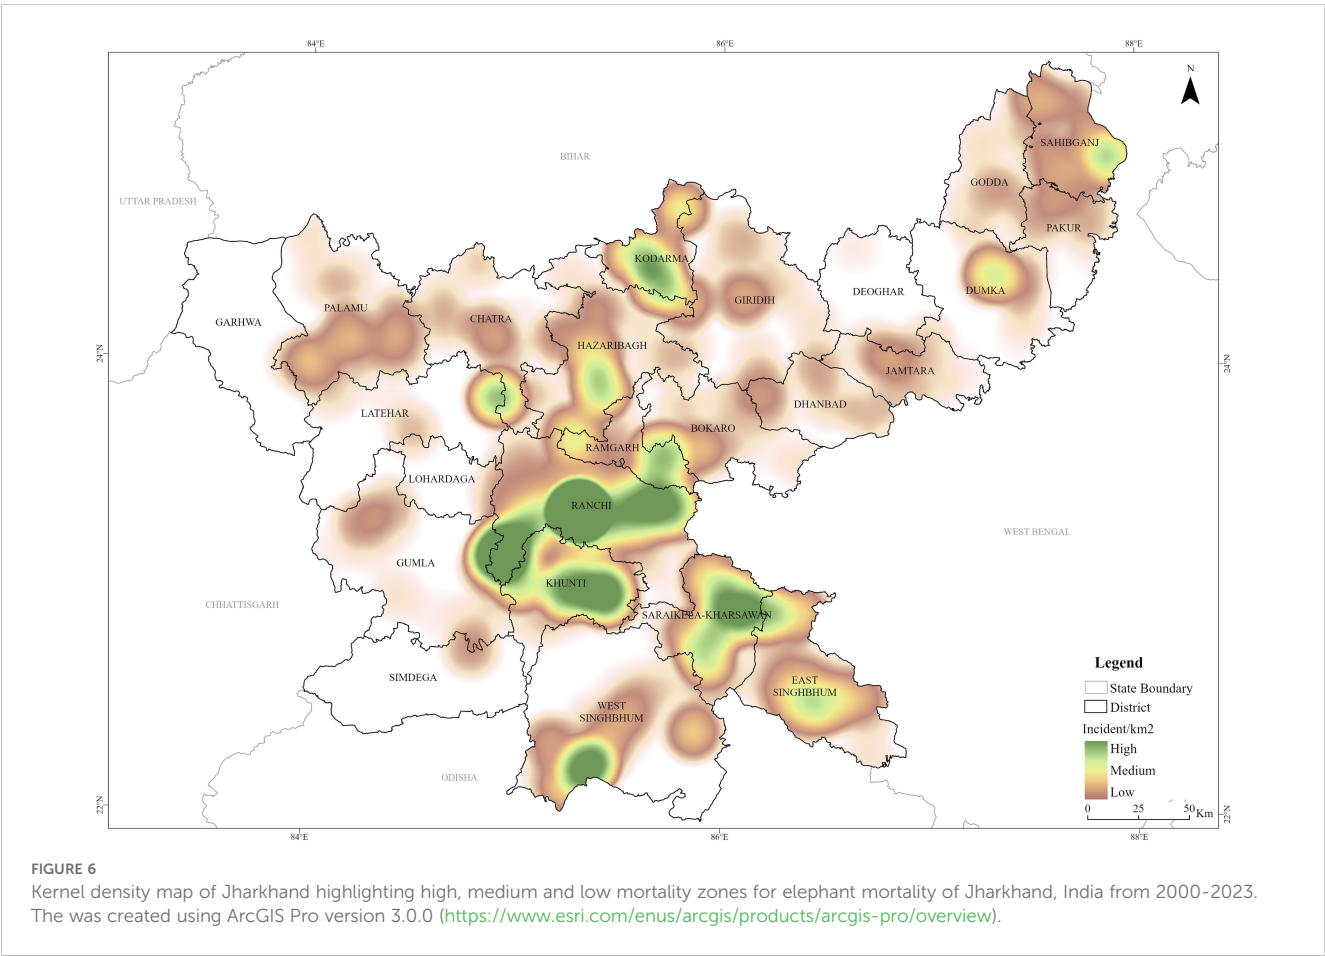 84°E 86°E 88°E
N
BIHAR
SAHIBGANJ
GODDA
UTTAR PRADESH
PAKUR
KODARMA
DUMKA
DEOGHAR
GIRIDIH
PALAMU
GARHWA
CHATRA
24°N
24°N
HAZARIBAGH
JAMTARA
DHANBAD
LATEHAR
BOKARO
RAMGARH
LOHARDAGA
RANCHI
WEST BENGAL
GUMLA
KHUNTI
CHHATTISGARH
SARAIKELA-KHARSAWAN
SIMDEGA
EAST
SINGHBHUM
WEST
SINGHBHUM
ODISHA
Legend
State Boundary
District
Incident/km2
High
Medium
Low
0 25 50 Km
22°N
22°N
84°E 86°E 88°E
FIGURE 6
Kernel density map of Jharkhand highlighting high, medium and low mortality zones for elephant mortality of Jharkhand, India from 2000-2023.
The was created using ArcGIS Pro version 3.0.0 (https://www.esri.com/enus/arcgis/products/arcgis-pro/overview).